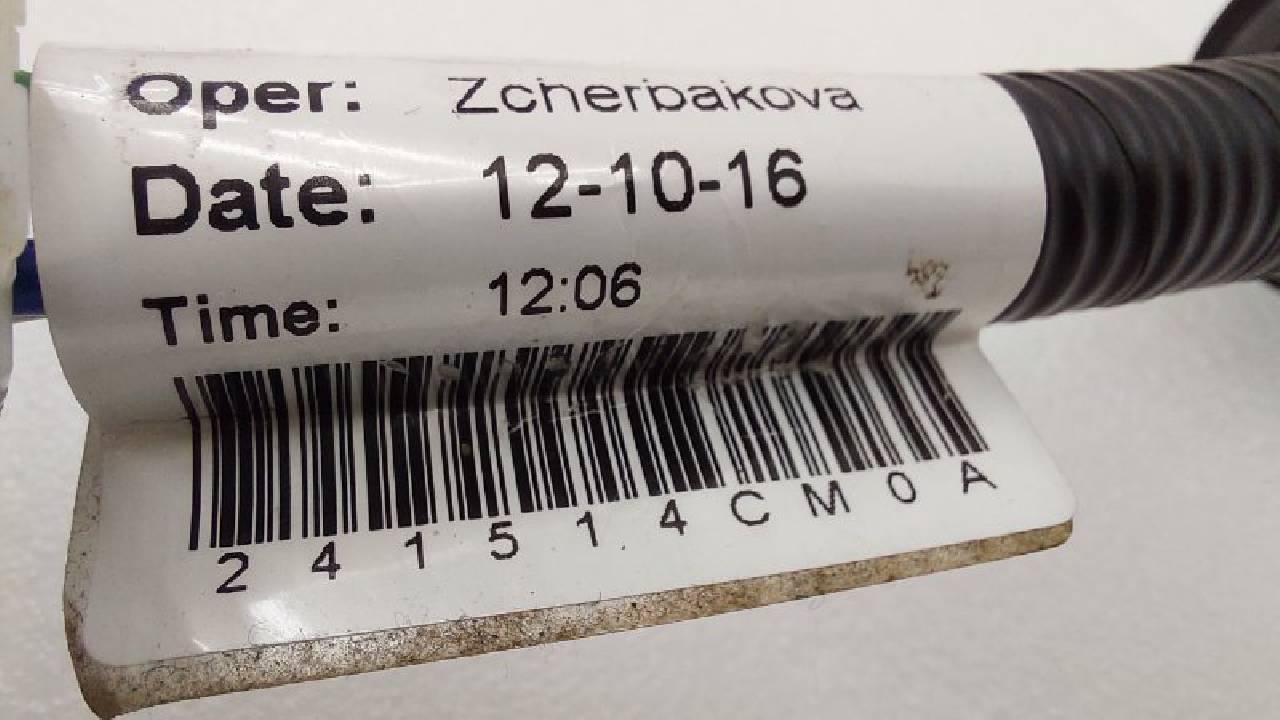 Oper: Zcherbakova
Date: 12-10-16
Time: 12:06
241514CM0A